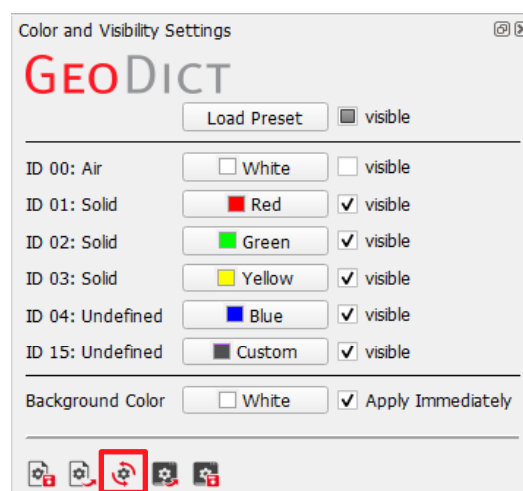 Color and Visibility Settings
GEODICT
Load Preset visible
ID 00: Air White visible
ID 01: Solid Red visible
ID 02: Solid Green visible
ID 03: Solid Yellow visible
ID 04: Undefined Blue visible
ID 15: Undefined Custom visible
Background Color White Apply Immediately